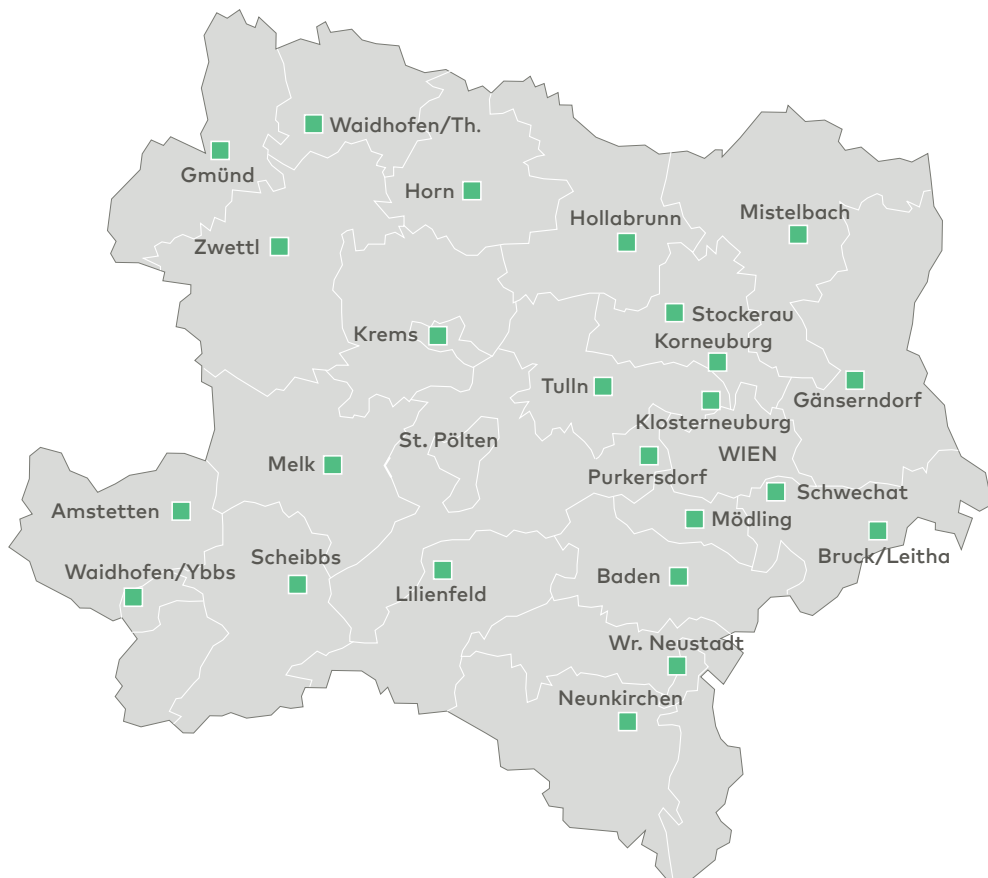 Waidhofen/Th.
Gmünd
Horn
Hollabrunn
Mistelbach
Zwettl
Stockerau
Krems
Korneuburg
Tulln
Gänserndorf
Klosterneuburg
St. Pölten
WIEN
Melk
Purkersdorf
Schwechat
Amstetten
Mödling
Bruck/Leitha
Scheibbs
Waidhofen/Ybbs
Baden
Lilienfeld
Wr. Neustadt
Neunkirchen